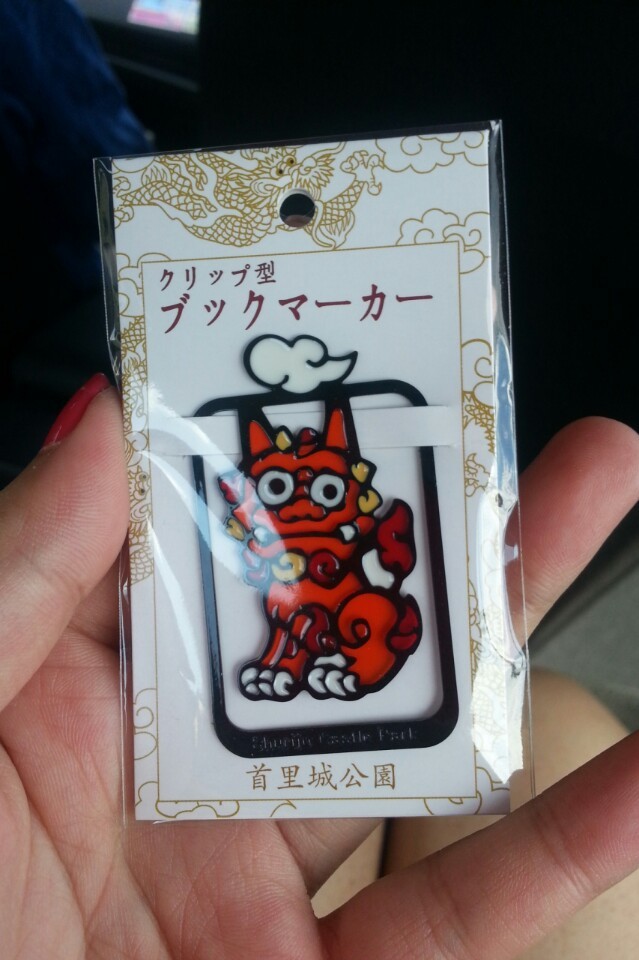 クリップ型
ブックマーカー
Shurijo Castle Park
首里城公園